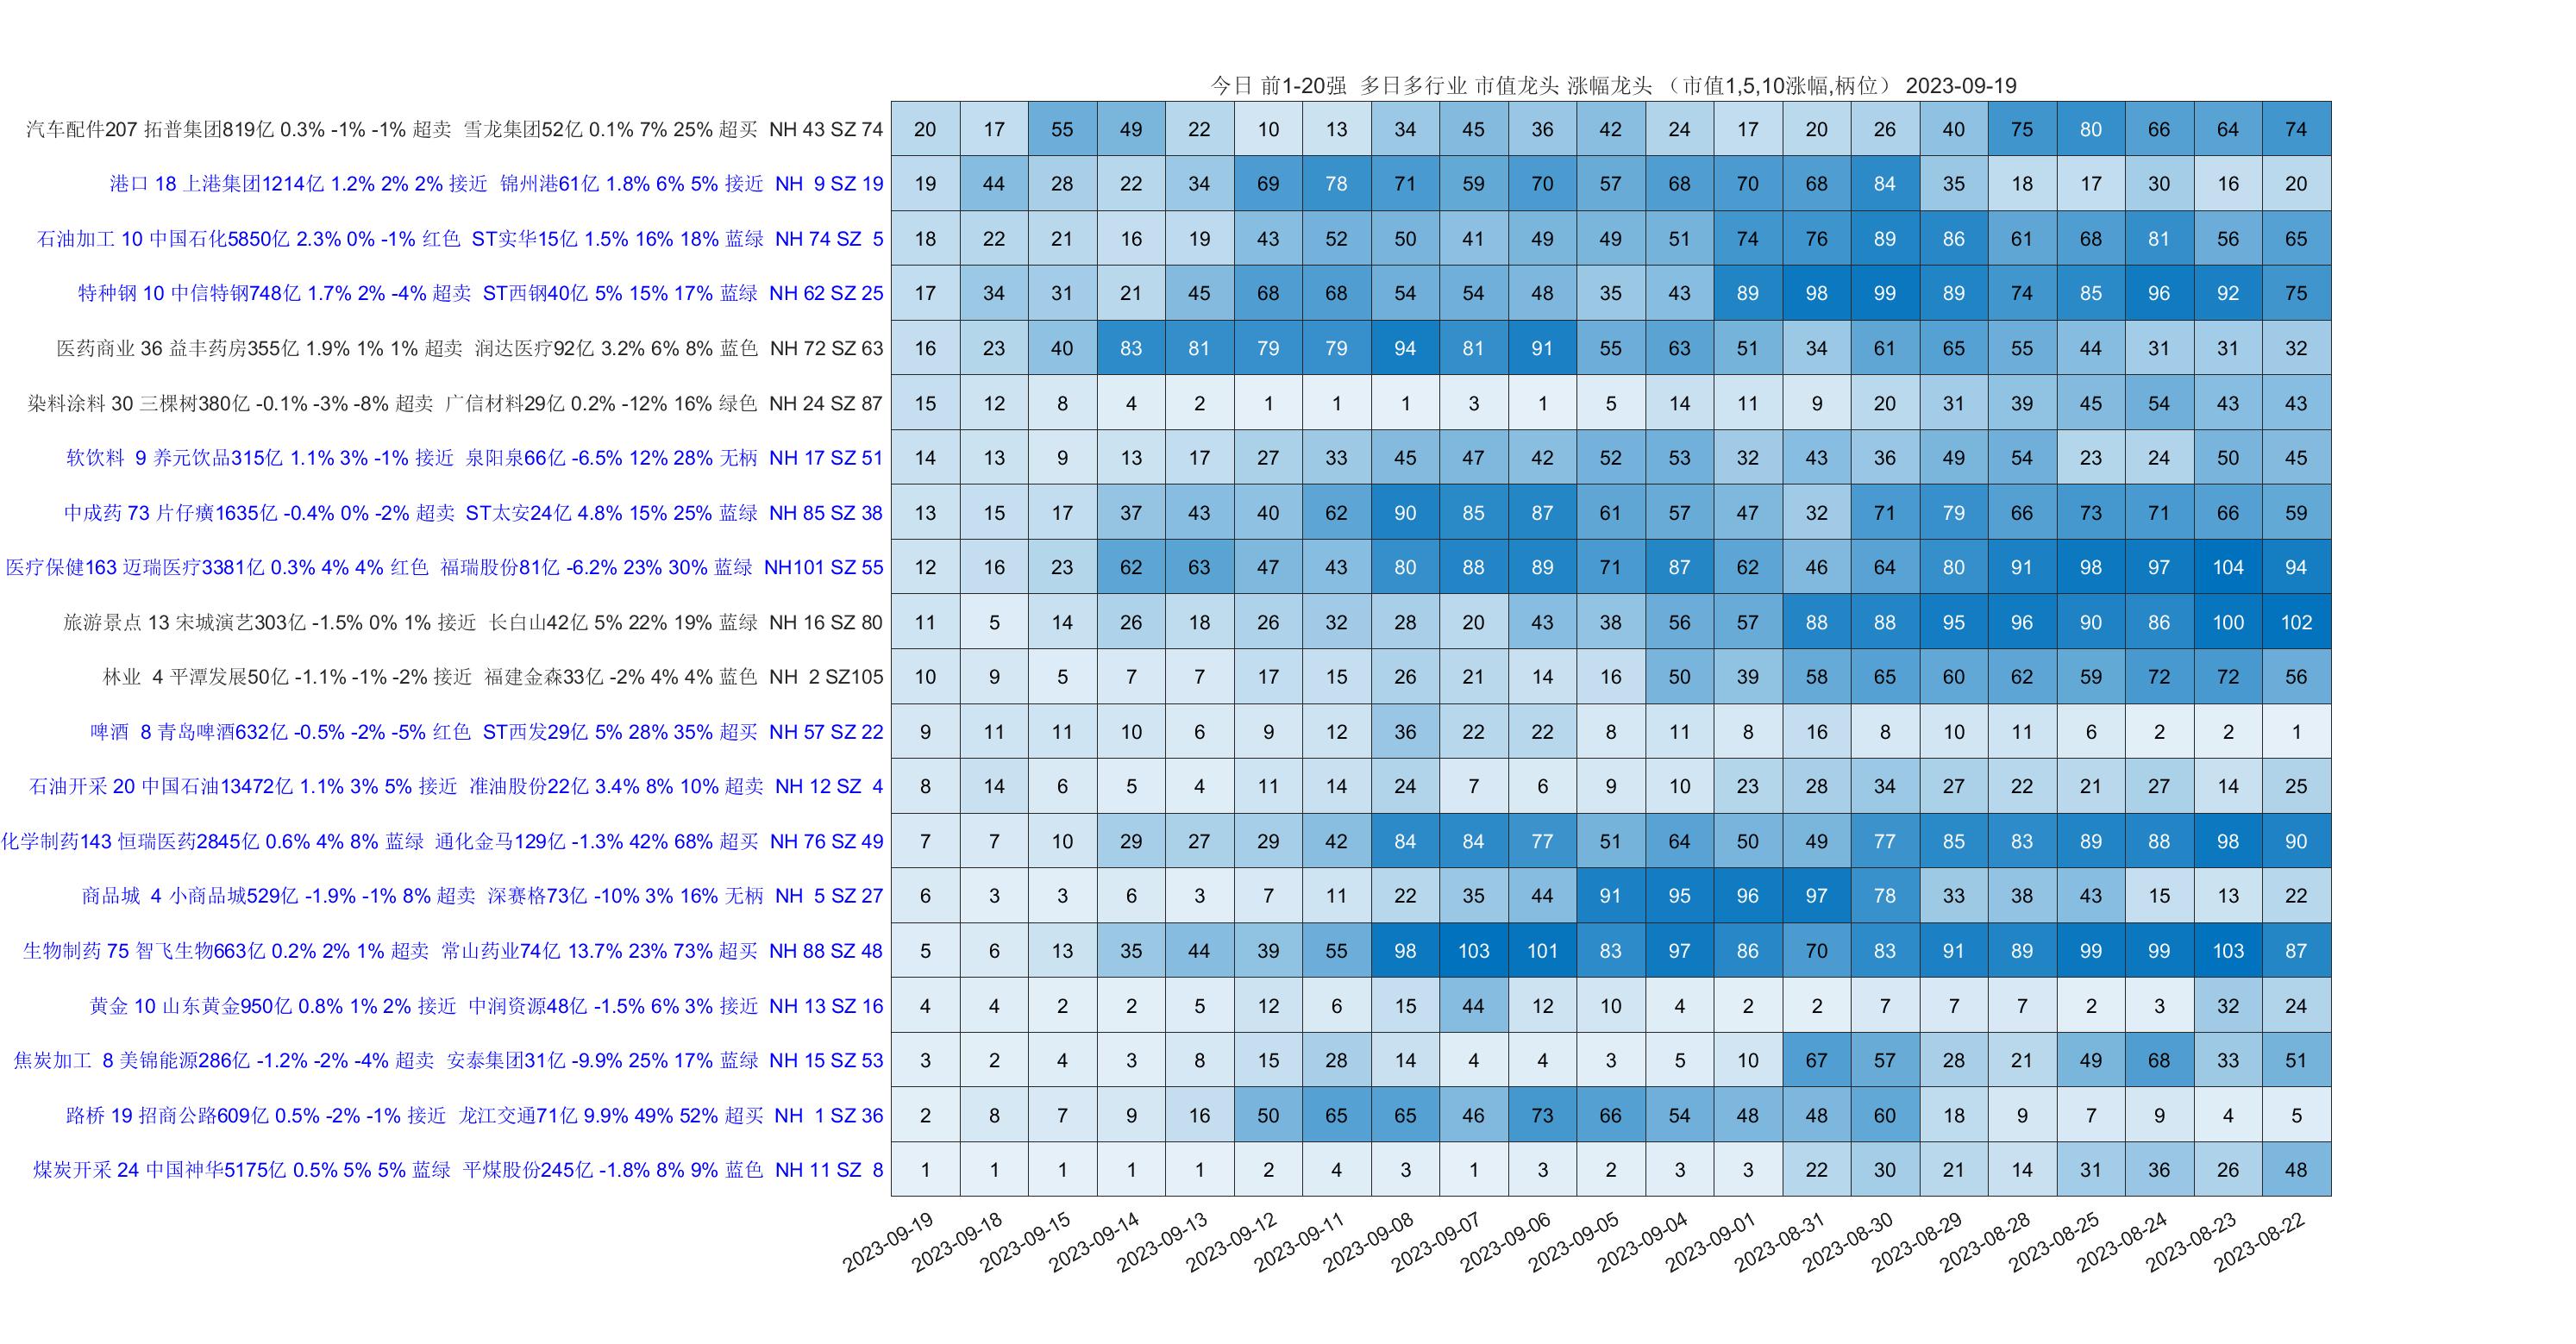 今日 前1-20强 多日多行业 市值龙头 涨幅龙头 （市值1,5,10涨幅,柄位） 2023-09-19
汽车配件207 拓普集团819亿 0.3% -1% -1% 超卖 雪龙集团52亿 0.1% 7% 25% 超买 NH 43 SZ 74 20 17 55 49 22 10 13 34 45 36 42 24 17 20 26 40 75 80 66 64 74
港口 18 上港集团1214亿 1.2% 2% 2% 接近 锦州港61亿 1.8% 6% 5% 接近 NH 9 SZ 19 19 44 28 22 34 69 78 71 59 70 57 68 70 68 84 35 18 17 30 16 20
石油加工 10 中国石化5850亿 2.3% 0% -1% 红色 ST实华15亿 1.5% 16% 18% 蓝绿 NH 74 SZ 5 18 22 21 16 19 43 52 50 41 49 49 51 74 76 89 86 61 68 81 56 65
特种钢 10 中信特钢748亿 1.7% 2% -4% 超卖 ST西钢40亿 5% 15% 17% 蓝绿 NH 62 SZ 25 17 34 31 21 45 68 68 54 54 48 35 43 89 98 99 89 74 85 96 92 75
医药商业 36 益丰药房355亿 1.9% 1% 1% 超卖 润达医疗92亿 3.2% 6% 8% 蓝色 NH 72 SZ 63 16 23 40 83 81 79 79 94 81 91 55 63 51 34 61 65 55 44 31 31 32
染料涂料 30 三棵树380亿 -0.1% -3% -8% 超卖 广信材料29亿 0.2% -12% 16% 绿色 NH 24 SZ 87 15 12 8 4 2 1 1 1 3 1 5 14 11 9 20 31 39 45 54 43 43
软饮料 9 养元饮品315亿 1.1% 3% -1% 接近 泉阳泉66亿 -6.5% 12% 28% 无柄 NH 17 SZ 51 14 13 9 13 17 27 33 45 47 42 52 53 32 43 36 49 54 23 24 50 45
中成药 73 片仔癀1635亿 -0.4% 0% -2% 超卖 ST太安24亿 4.8% 15% 25% 蓝绿 NH 85 SZ 38 13 15 17 37 43 40 62 90 85 87 61 57 47 32 71 79 66 73 71 66 59
医疗保健163 迈瑞医疗3381亿 0.3% 4% 4% 红色 福瑞股份81亿 -6.2% 23% 30% 蓝绿 NH101 SZ 55 12 16 23 62 63 47 43 80 88 89 71 87 62 46 64 80 91 98 97 104 94
旅游景点 13 宋城演艺303亿 -1.5% 0% 1% 接近 长白山42亿 5% 22% 19% 蓝绿 NH 16 SZ 80 11 5 14 26 18 26 32 28 20 43 38 56 57 88 88 95 96 90 86 100 102
林业 4 平潭发展50亿 -1.1% -1% -2% 接近 福建金森33亿 -2% 4% 4% 蓝色 NH 2 SZ105 10 9 5 7 7 17 15 26 21 14 16 50 39 58 65 60 62 59 72 72 56
啤酒 8 青岛啤酒632亿 -0.5% -2% -5% 红色 ST西发29亿 5% 28% 35% 超买 NH 57 SZ 22 9 11 11 10 6 9 12 36 22 22 8 11 8 16 8 10 11 6 2 2 1
石油开采 20 中国石油13472亿 1.1% 3% 5% 接近 准油股份22亿 3.4% 8% 10% 超卖 NH 12 SZ 4 8 14 6 5 4 11 14 24 7 6 9 10 23 28 34 27 22 21 27 14 25
化学制药143 恒瑞医药2845亿 0.6% 4% 8% 蓝绿 通化金马129亿 -1.3% 42% 68% 超买 NH 76 SZ 49 7 7 10 29 27 29 42 84 84 77 51 64 50 49 77 85 83 89 88 98 90
商品城 4 小商品城529亿 -1.9% -1% 8% 超卖 深赛格73亿 -10% 3% 16% 无柄 NH 5 SZ 27 6 3 3 6 3 7 11 22 35 44 91 95 96 97 78 33 38 43 15 13 22
生物制药 75 智飞生物663亿 0.2% 2% 1% 超卖 常山药业74亿 13.7% 23% 73% 超买 NH 88 SZ 48 5 6 13 35 44 39 55 98 103 101 83 97 86 70 83 91 89 99 99 103 87
黄金 10 山东黄金950亿 0.8% 1% 2% 接近 中润资源48亿 -1.5% 6% 3% 接近 NH 13 SZ 16 4 4 2 2 5 12 6 15 44 12 10 4 2 2 7 7 7 2 3 32 24
焦炭加工 8 美锦能源286亿 -1.2% -2% -4% 超卖 安泰集团31亿 -9.9% 25% 17% 蓝绿 NH 15 SZ 53 3 2 4 3 8 15 28 14 4 4 3 5 10 67 57 28 21 49 68 33 51
路桥 19 招商公路609亿 0.5% -2% -1% 接近 龙江交通71亿 9.9% 49% 52% 超买 NH 1 SZ 36 2 8 7 9 16 50 65 65 46 73 66 54 48 48 60 18 9 7 9 4 5
煤炭开采 24 中国神华5175亿 0.5% 5% 5% 蓝绿 平煤股份245亿 -1.8% 8% 9% 蓝色 NH 11 SZ 8 1 1 1 1 1 2 4 3 1 3 2 3 3 22 30 21 14 31 36 26 48
2023-09-19 2023-09-18 2023-09-15 2023-09-14 2023-09-13 2023-09-12 2023-09-11 2023-09-08 2023-09-07 2023-09-06 2023-09-05 2023-09-04 2023-09-01 2023-08-31 2023-08-30 2023-08-29 2023-08-28 2023-08-25 2023-08-24 2023-08-23 2023-08-22